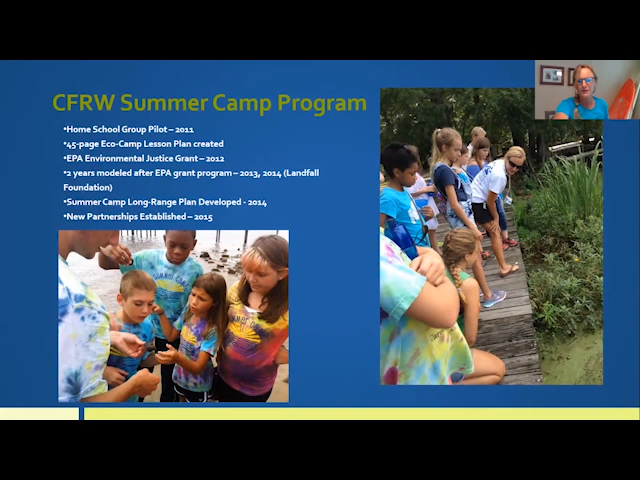 CFRW Summer Camp Program
•Home School Group Pilot – 2011
•45-page Eco-Camp Lesson Plan created
•EPA Environmental Justice Grant – 2012
•2 years modeled after EPA grant program – 2013, 2014 (Landfall
Foundation)
•Summer Camp Long-Range Plan Developed - 2014
•New Partnerships Established – 2015